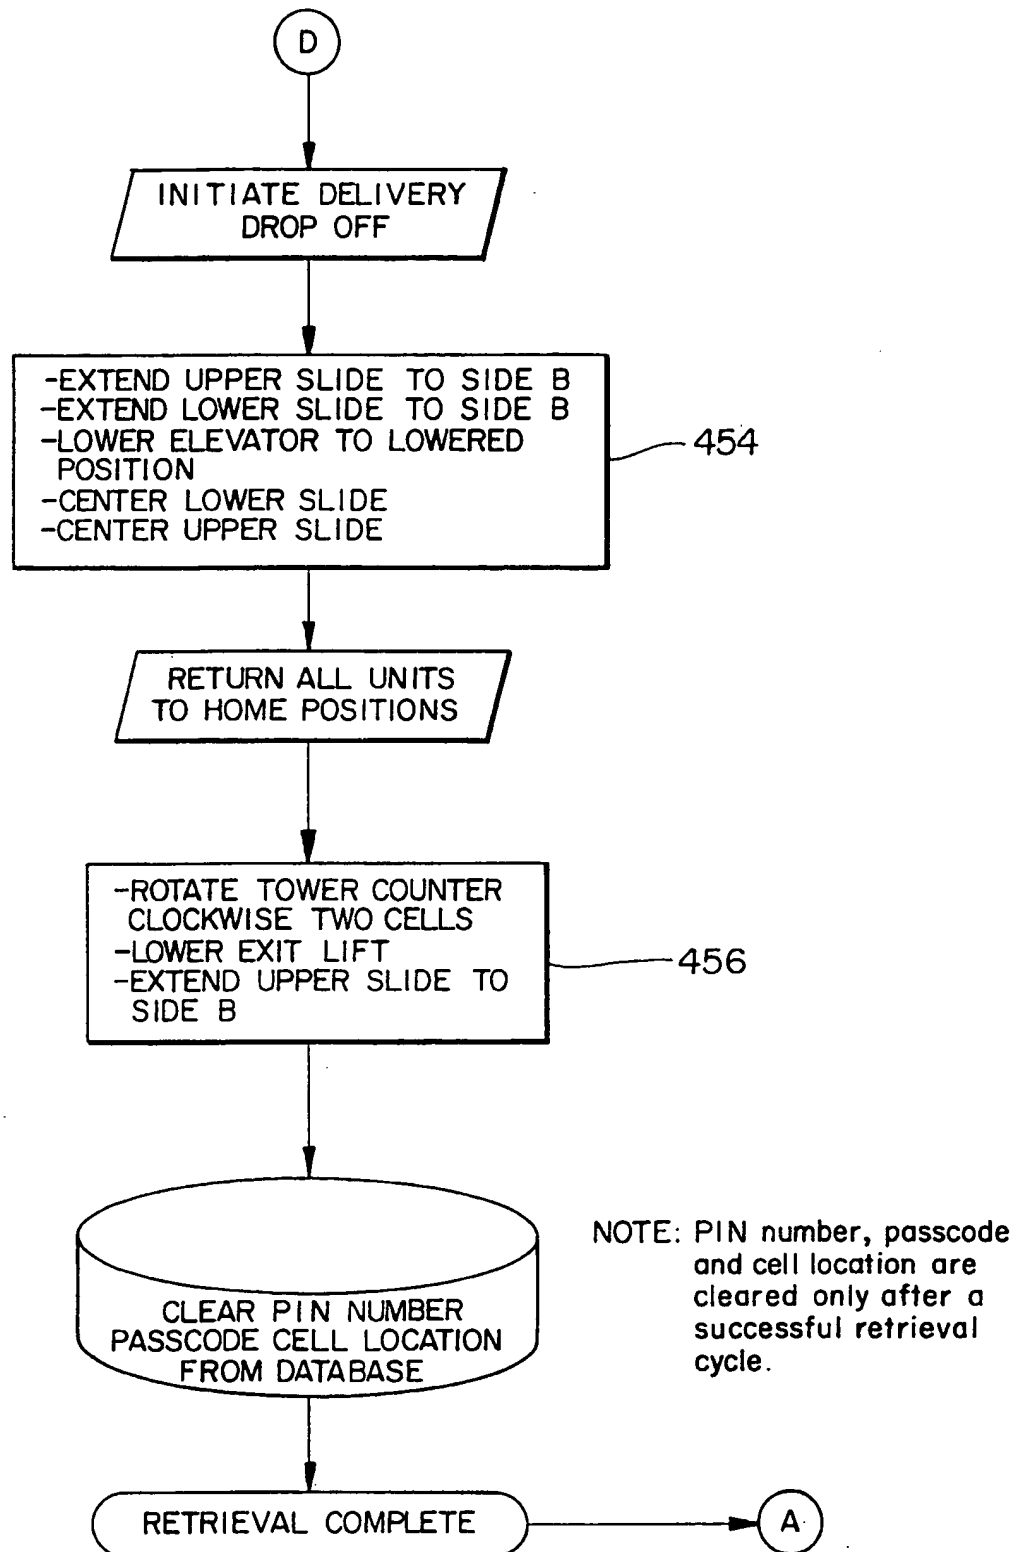 D
INITIATE DELIVERY
DROP OFF
-EXTEND UPPER SLIDE TO SIDE B
-EXTEND LOWER SLIDE TO SIDE B
-LOWER ELEVATOR TO LOWERED
POSITION
-CENTER LOWER SLIDE
-CENTER UPPER SLIDE
454
RETURN ALL UNITS
TO HOME POSITIONS
-ROTATE TOWER COUNTER
CLOCKWISE TWO CELLS
-LOWER EXIT LIFT
-EXTEND UPPER SLIDE TO
SIDE B
456
CLEAR PIN NUMBER
PASSCODE CELL LOCATION
FROM DATABASE
NOTE: PIN number, passcode
and cell location are
cleared only after a
successful retrieval
cycle.
RETRIEVAL COMPLETE
A